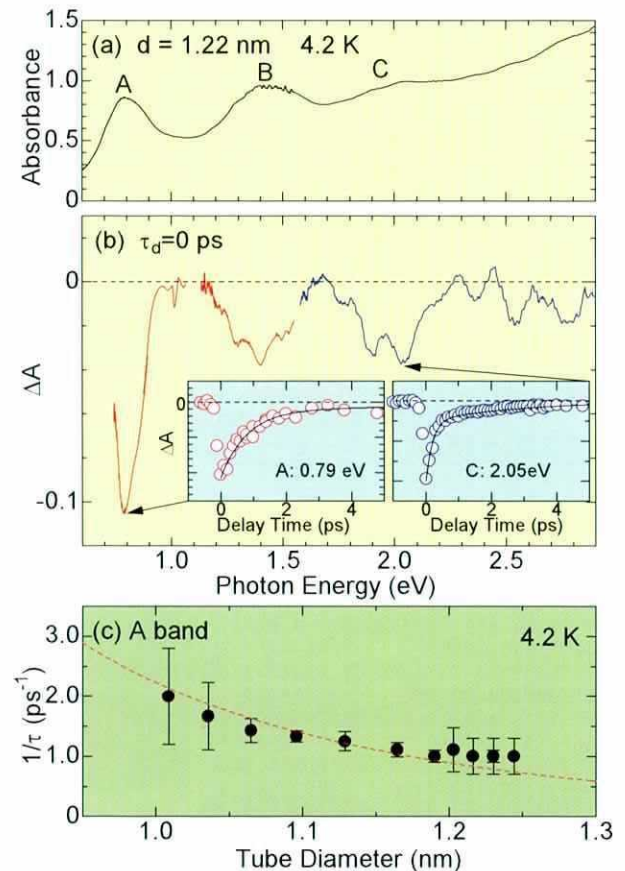 (a) d = 1.22 nm 4.2 K
A
B
C
1.5
1.0
0.5
0
Absorbance
(b) τd=0 ps
0
-0.1
ΔA
0
ΔA
A: 0.79 eV
C: 2.05eV
0 2 4
0 2 4
Delay Time (ps)
Delay Time (ps)
1.0 1.5 2.0 2.5
Photon Energy (eV)
(c) A band
4.2 K
3.0
2.0
1.0
0
1/τ (ps-1)
1.0 1.1 1.2 1.3
Tube Diameter (nm)